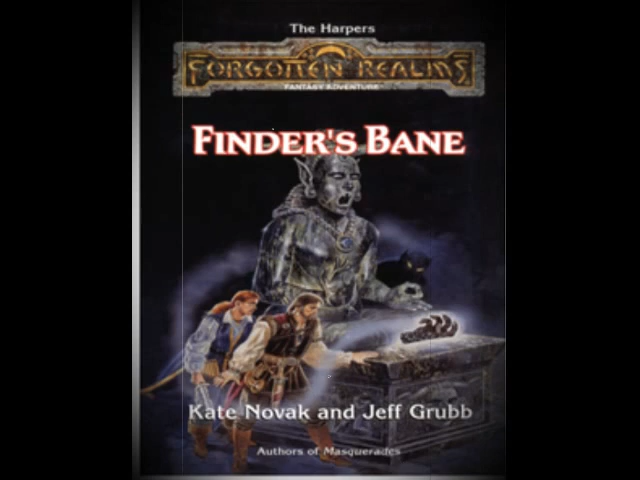 The Harpers
FORGOTTEN REALMS
FANTASY ADVENTURE
FINDER'S BANE
Kate Novak and Jeff Grubb
Authors of Masquerades